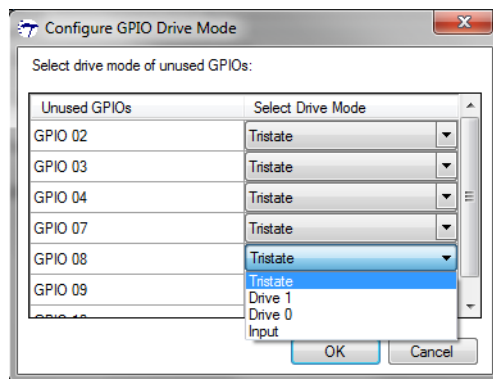 Configure GPIO Drive Mode
Select drive mode of unused GPIOs:
Unused GPIOs Select Drive Mode
GPIO 02 Tristate
GPIO 03 Tristate
GPIO 04 Tristate
GPIO 07 Tristate
GPIO 08 Tristate
GPIO 09 Tristate
Drive 1
Drive 0
Input
OK Cancel